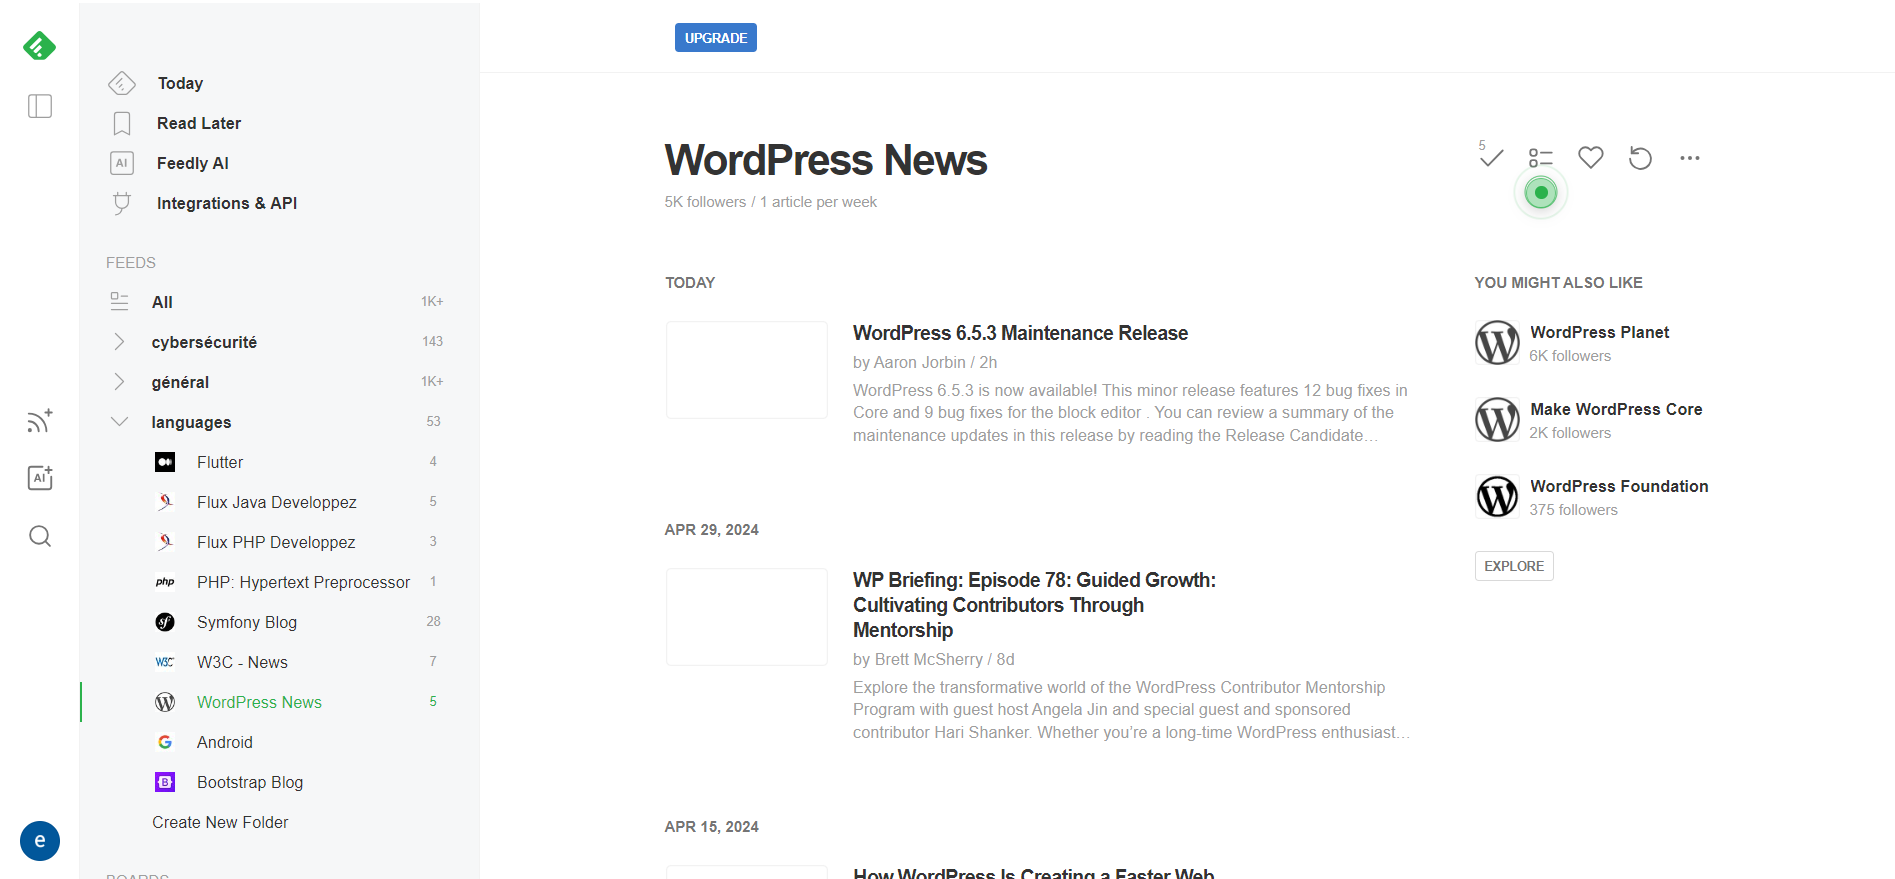 UPGRADE
Today
Read Later
AI Feedly AI
Integrations & API
FEEDS
All 1K+
cybersécurité 143
général 1K+
languages 53
Flutter 4
Flux Java Developpez 5
Flux PHP Developpez 3
php PHP: Hypertext Preprocessor 1
sf Symfony Blog 28
W3C W3C - News 7
WordPress News 5
Android
B Bootstrap Blog
Create New Folder
BOARDS
AI
e
WordPress News
5K followers / 1 article per week
5
TODAY
WordPress 6.5.3 Maintenance Release
by Aaron Jorbin / 2h
WordPress 6.5.3 is now available! This minor release features 12 bug fixes in
Core and 9 bug fixes for the block editor . You can review a summary of the
maintenance updates in this release by reading the Release Candidate…
APR 29, 2024
WP Briefing: Episode 78: Guided Growth:
Cultivating Contributors Through
Mentorship
by Brett McSherry / 8d
Explore the transformative world of the WordPress Contributor Mentorship
Program with guest host Angela Jin and special guest and sponsored
contributor Hari Shanker. Whether you’re a long-time WordPress enthusiast…
APR 15, 2024
How WordPress Is Creating a Faster Web
YOU MIGHT ALSO LIKE
WordPress Planet
6K followers
Make WordPress Core
2K followers
WordPress Foundation
375 followers
EXPLORE